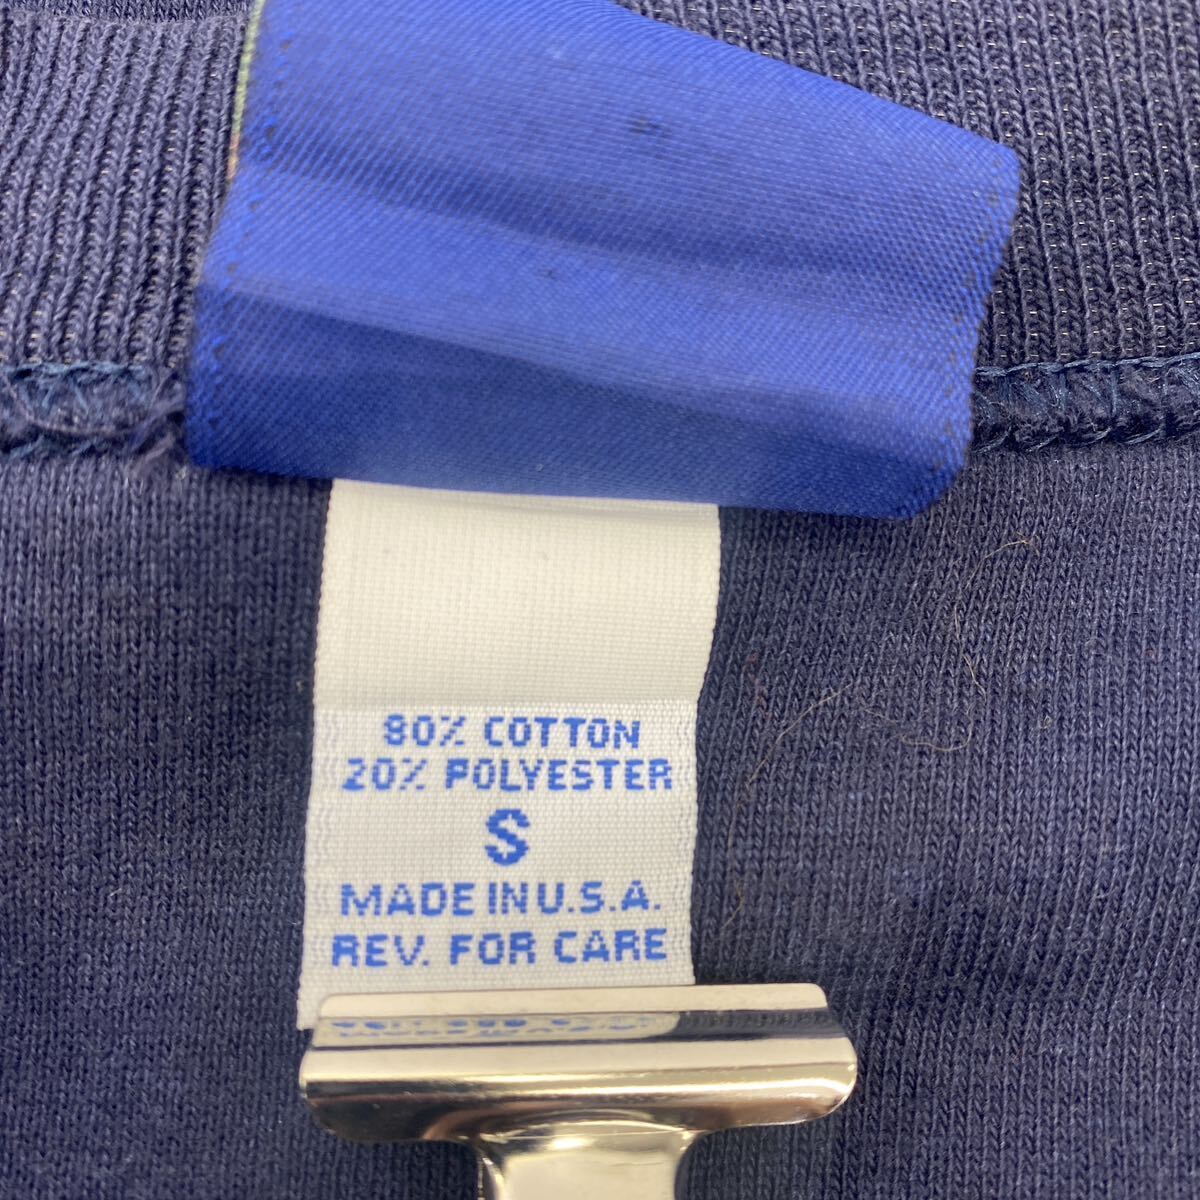 80% COTTON
20% POLYESTER
S
MADE IN U.S.A.
REV. FOR CARE